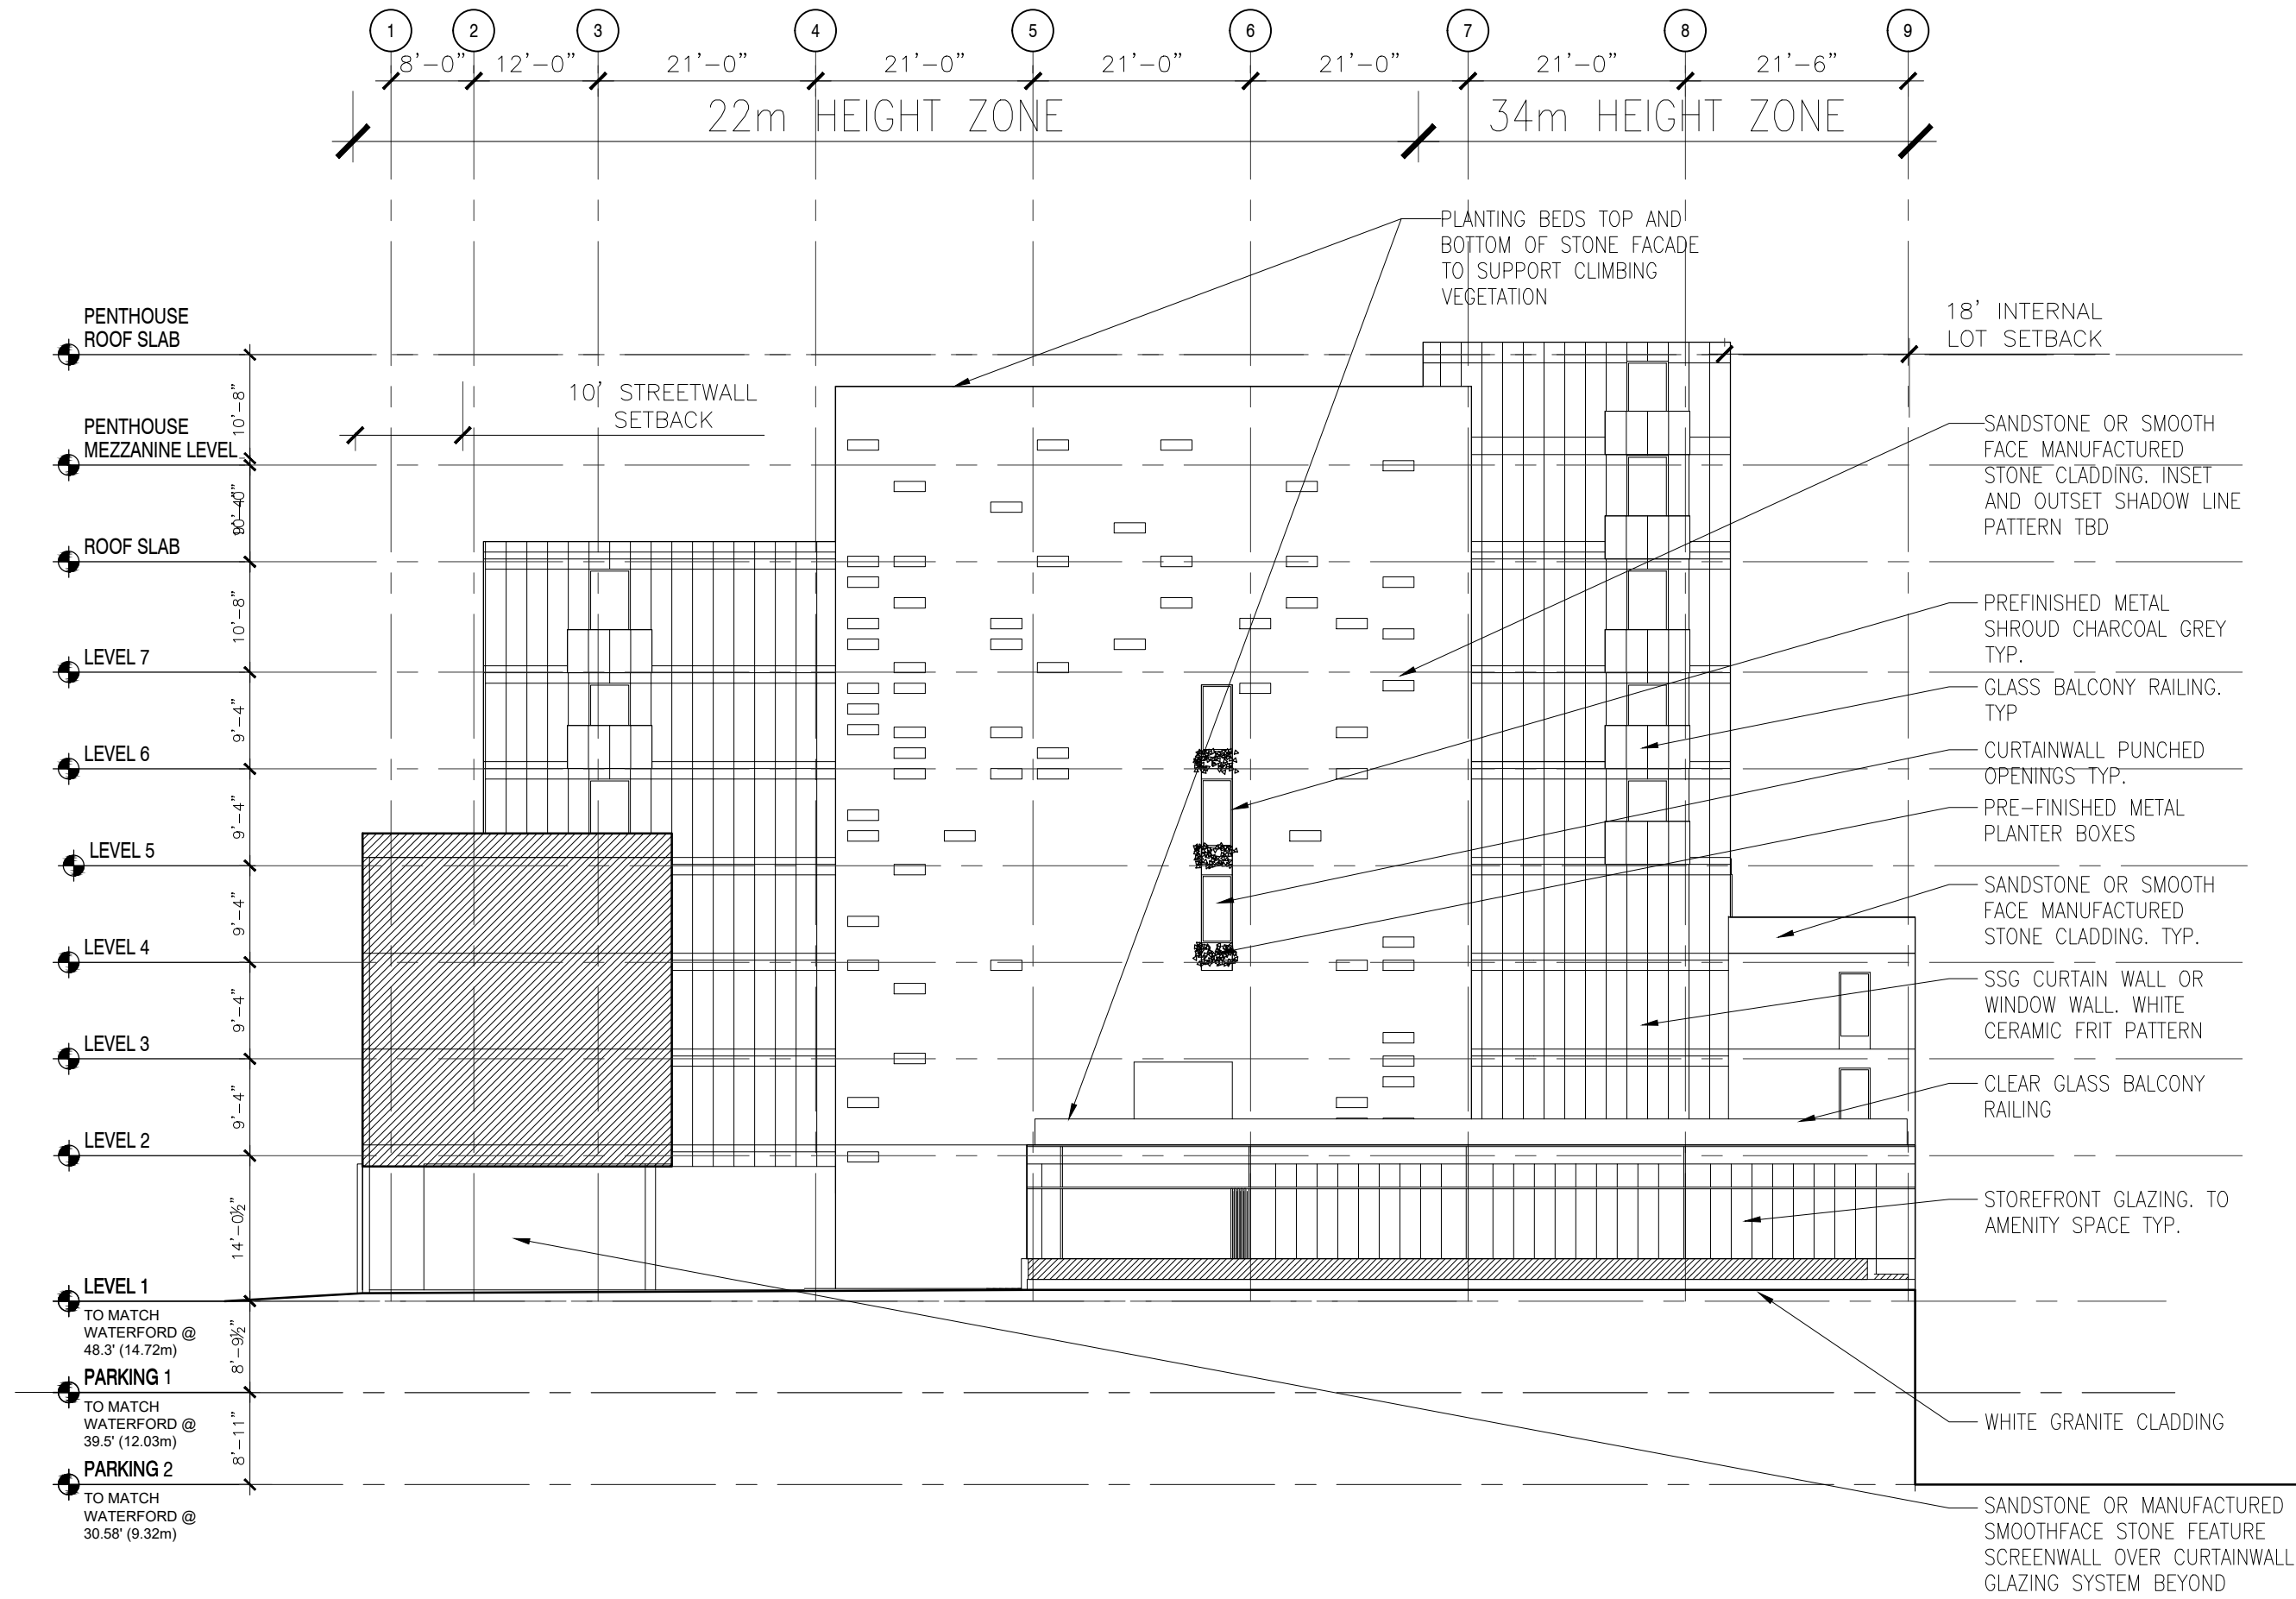 1 2 3 4 5 6 7 8 9
8'-0" 12'-0" 21'-0" 21'-0" 21'-0" 21'-0" 21'-0" 21'-6"
22m HEIGHT ZONE 34m HEIGHT ZONE
PLANTING BEDS TOP AND
BOTTOM OF STONE FACADE
TO SUPPORT CLIMBING
VEGETATION
18' INTERNAL
LOT SETBACK
10' STREETWALL
SETBACK
PENTHOUSE
ROOF SLAB
10'-8"
PENTHOUSE
MEZZANINE LEVEL
ROOF SLAB
10'-8"
LEVEL 7
9'-4"
LEVEL 6
9'-4"
LEVEL 5
9'-4"
LEVEL 4
9'-4"
LEVEL 3
9'-4"
LEVEL 2
14'-0½"
LEVEL 1
TO MATCH
WATERFORD @
48.3' (14.72m)
8'-9½"
PARKING 1
TO MATCH
WATERFORD @
39.5' (12.03m)
8'-11"
PARKING 2
TO MATCH
WATERFORD @
30.58' (9.32m)
SANDSTONE OR SMOOTH
FACE MANUFACTURED
STONE CLADDING. INSET
AND OUTSET SHADOW LINE
PATTERN TBD
PREFINISHED METAL
SHROUD CHARCOAL GREY
TYP.
GLASS BALCONY RAILING.
TYP
CURTAINWALL PUNCHED
OPENINGS TYP.
PRE-FINISHED METAL
PLANTER BOXES
SANDSTONE OR SMOOTH
FACE MANUFACTURED
STONE CLADDING. TYP.
SSG CURTAIN WALL OR
WINDOW WALL. WHITE
CERAMIC FRIT PATTERN
CLEAR GLASS BALCONY
RAILING
STOREFRONT GLAZING. TO
AMENITY SPACE TYP.
WHITE GRANITE CLADDING
SANDSTONE OR MANUFACTURED
SMOOTHFACE STONE FEATURE
SCREENWALL OVER CURTAINWALL
GLAZING SYSTEM BEYOND